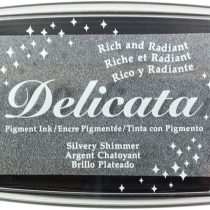 Rich and Radiant
Riche et Radiant
Rico y Radiante
Delicata
Pigment Ink/Encre Pigmentée/Tinta con Pigmento
Silvery Shimmer
Argent Chatoyant
Brillo Plateado